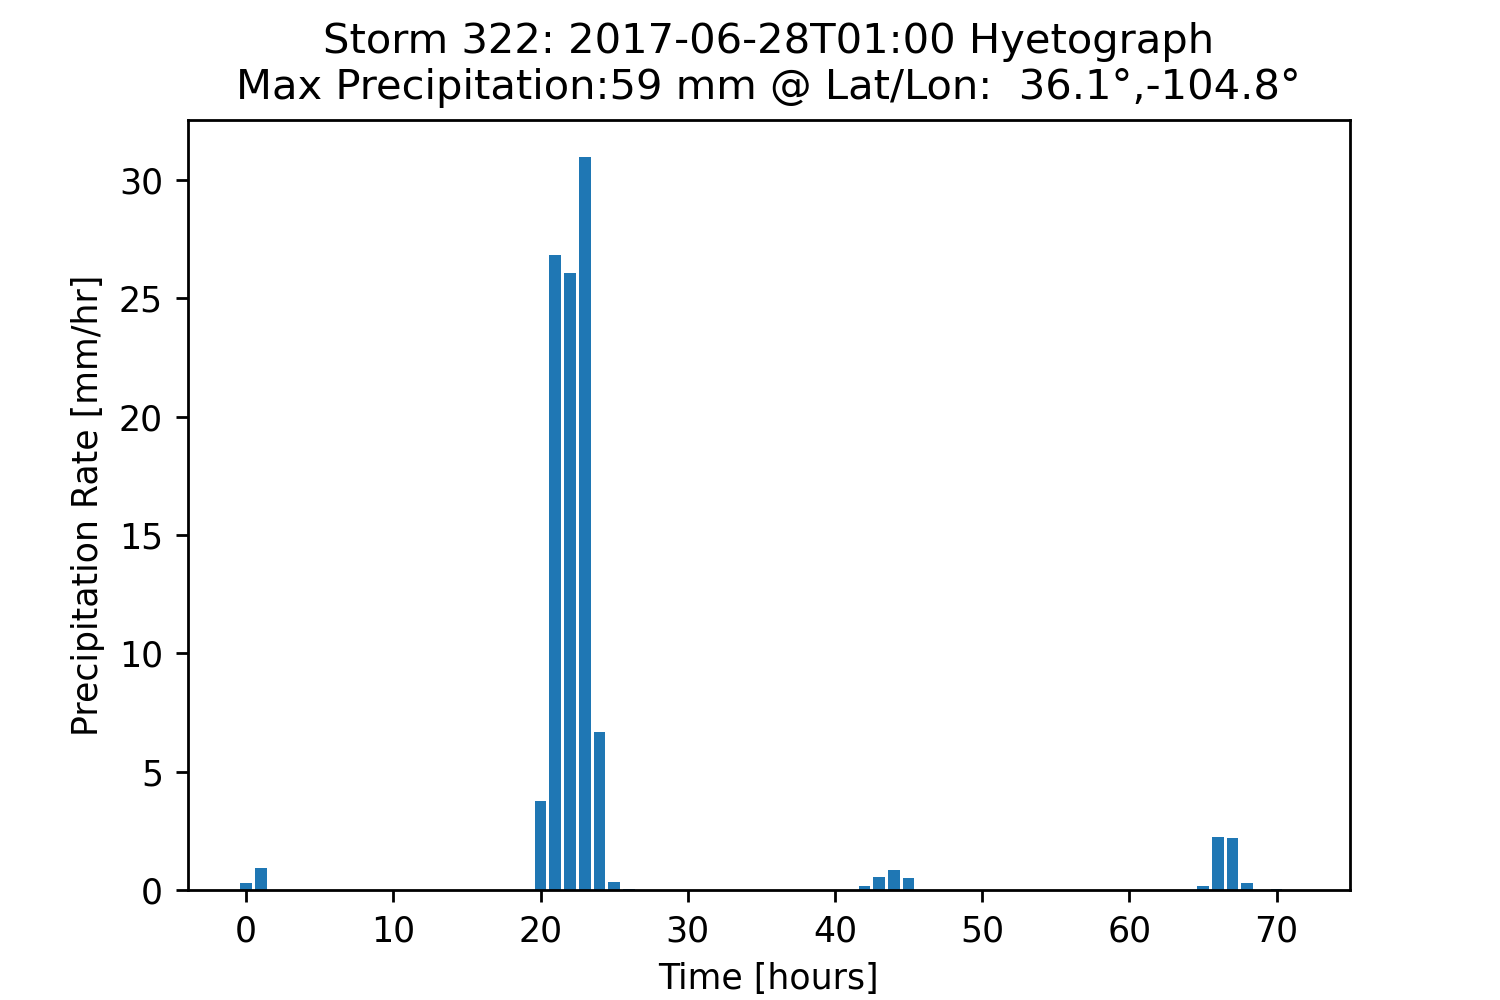 Storm 322: 2017-06-28T01:00 Hyetograph
Max Precipitation:59 mm @ Lat/Lon:  36.1°,-104.8°
Precipitation Rate [mm/hr]
30
25
20
15
10
5
0
0 10 20 30 40 50 60 70
Time [hours]